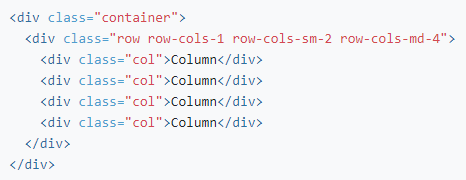 <div class="container">
  <div class="row row-cols-1 row-cols-sm-2 row-cols-md-4">
    <div class="col">Column</div>
    <div class="col">Column</div>
    <div class="col">Column</div>
    <div class="col">Column</div>
  </div>
</div>